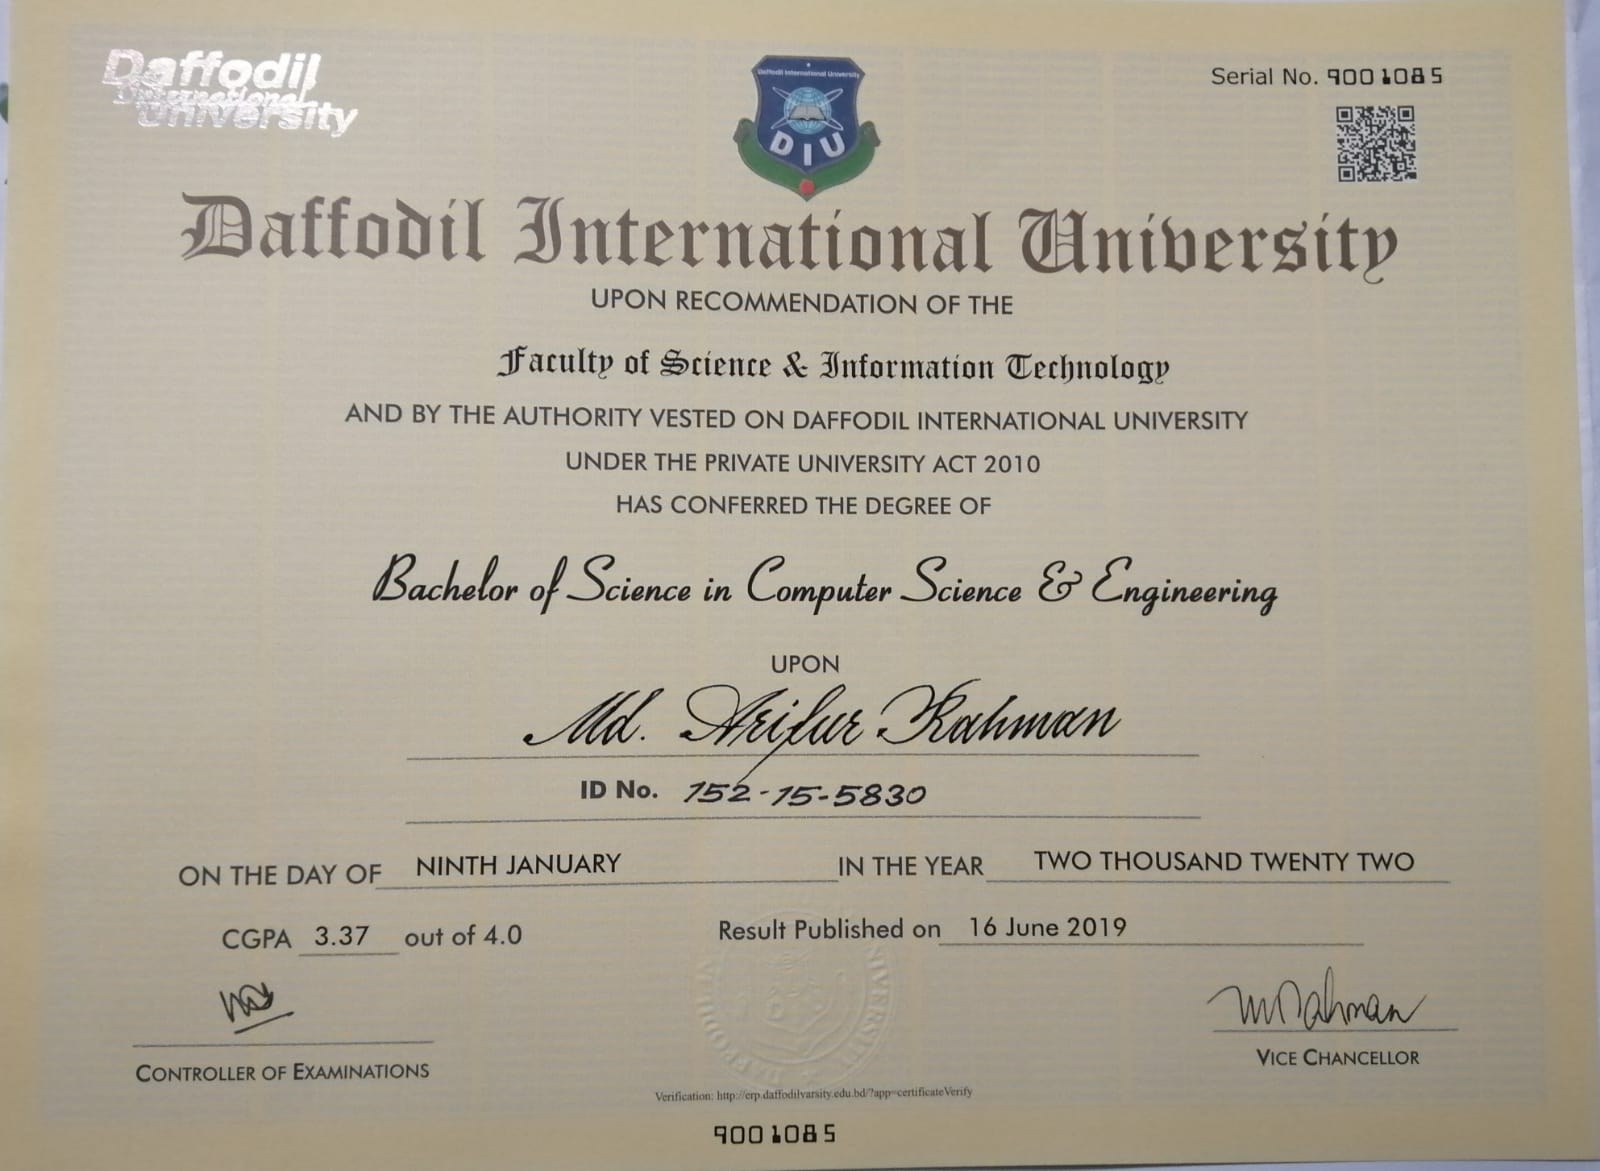 Daffodil
International
University
Daffodil International University
DIU
Serial No. 9001085
Daffodil International University
UPON RECOMMENDATION OF THE
Faculty of Science & Information Technology
AND BY THE AUTHORITY VESTED ON DAFFODIL INTERNATIONAL UNIVERSITY
UNDER THE PRIVATE UNIVERSITY ACT 2010
HAS CONFERRED THE DEGREE OF
Bachelor of Science in Computer Science & Engineering
UPON
Md. Arifur Rahman
ID No. 152-15-5830
ON THE DAY OF NINTH JANUARY IN THE YEAR TWO THOUSAND TWENTY TWO
CGPA 3.37 out of 4.0 Result Published on 16 June 2019
CONTROLLER OF EXAMINATIONS
VICE CHANCELLOR
Verification: http://erp.daffodilvarsity.edu.bd/?app=certificateVerify
9001085